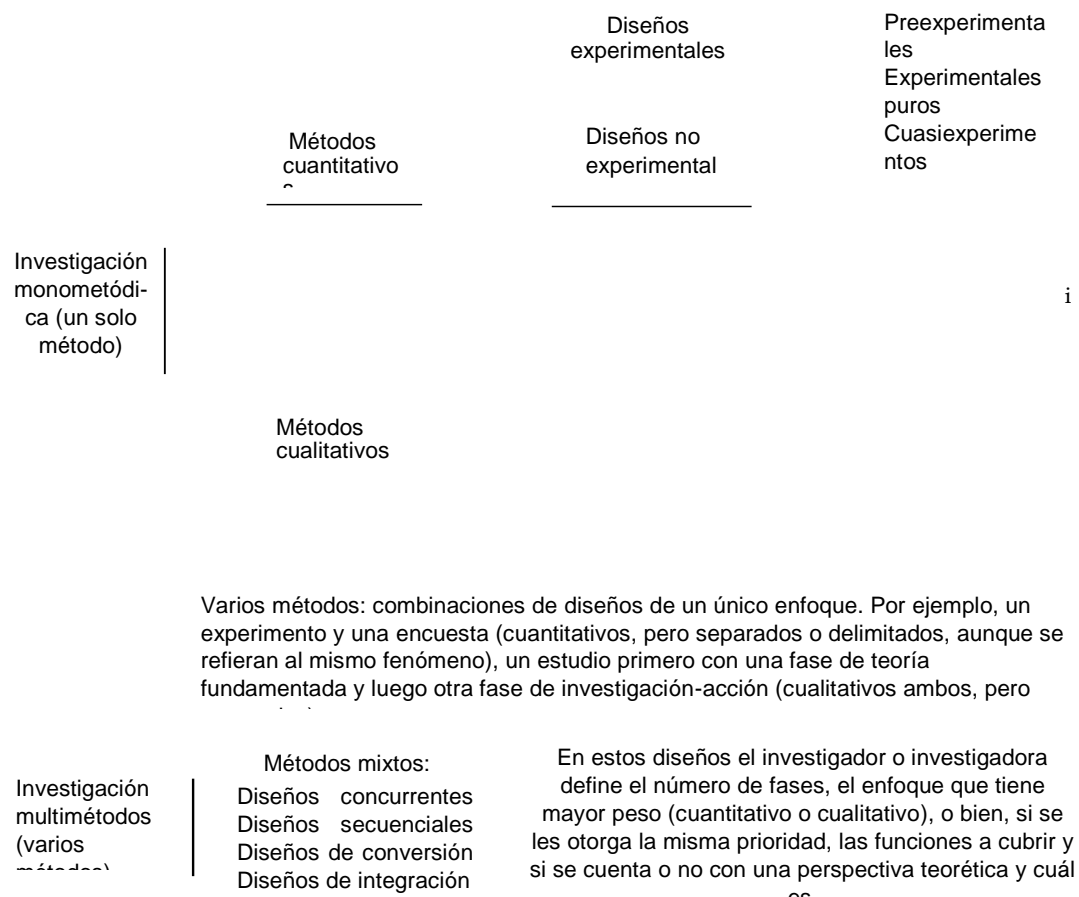 Diseños
experimentales
Preexperimenta
les
Experimentales
puros
Cuasiexperime
ntos
Métodos
cuantitativo
Diseños no
experimental
Investigación
monometódi-
ca (un solo
método)
i
Métodos
cualitativos
Varios métodos: combinaciones de diseños de un único enfoque. Por ejemplo, un
experimento y una encuesta (cuantitativos, pero separados o delimitados, aunque se
refieran al mismo fenómeno), un estudio primero con una fase de teoría
fundamentada y luego otra fase de investigación-acción (cualitativos ambos, pero
Investigación
multimétodos
(varios
Métodos mixtos:
Diseños concurrentes
Diseños secuenciales
Diseños de conversión
Diseños de integración
En estos diseños el investigador o investigadora
define el número de fases, el enfoque que tiene
mayor peso (cuantitativo o cualitativo), o bien, si se
les otorga la misma prioridad, las funciones a cubrir y
si se cuenta o no con una perspectiva teorética y cuál